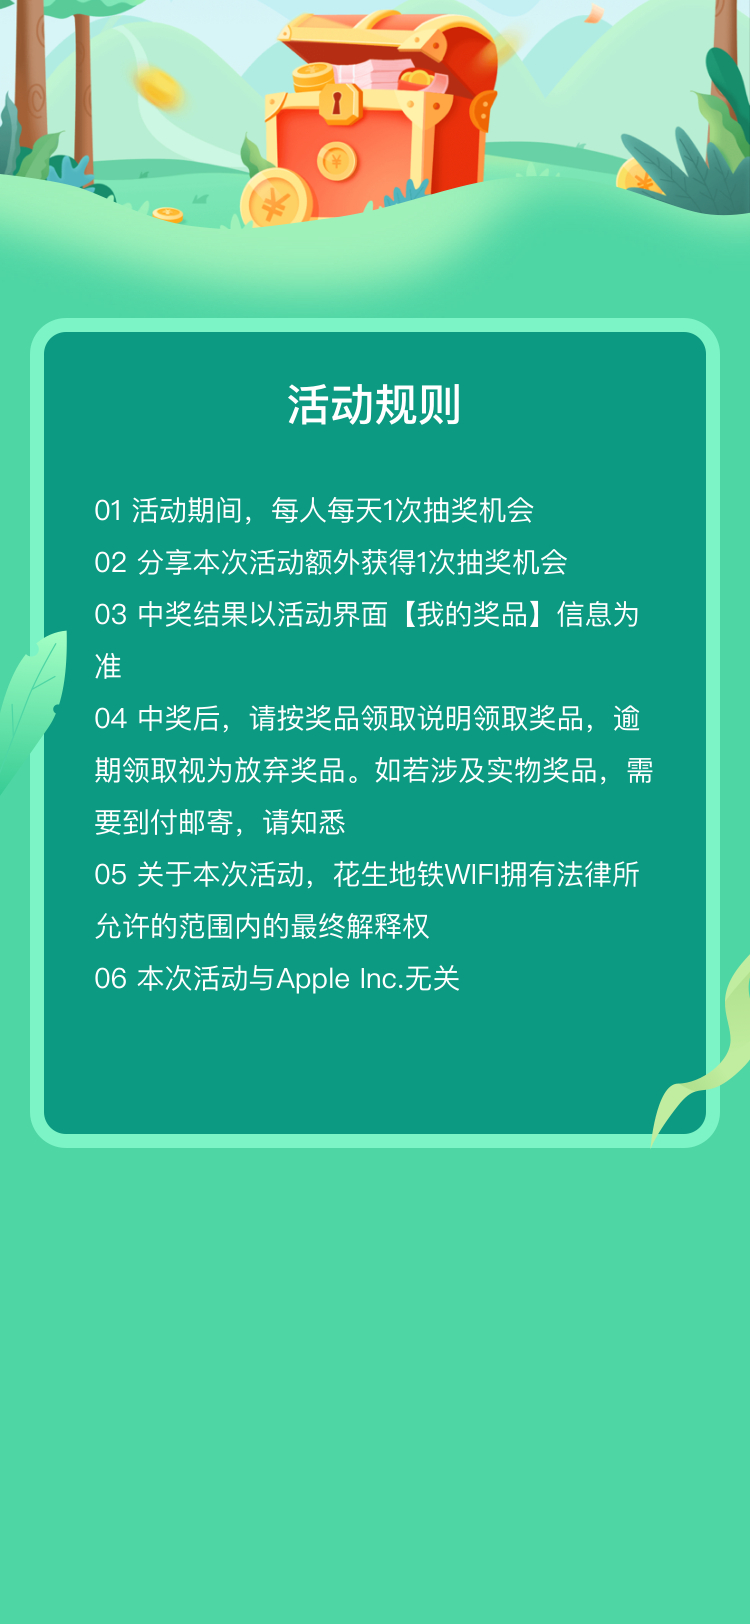 活动规则
01 活动期间，每人每天1次抽奖机会
02 分享本次活动额外获得1次抽奖机会
03 中奖结果以活动界面【我的奖品】信息为
准
04 中奖后，请按奖品领取说明领取奖品，逾
期领取视为放弃奖品。如若涉及实物奖品，需
要到付邮寄，请知悉
05 关于本次活动，花生地铁WIFI拥有法律所
允许的范围内的最终解释权
06 本次活动与Apple Inc.无关